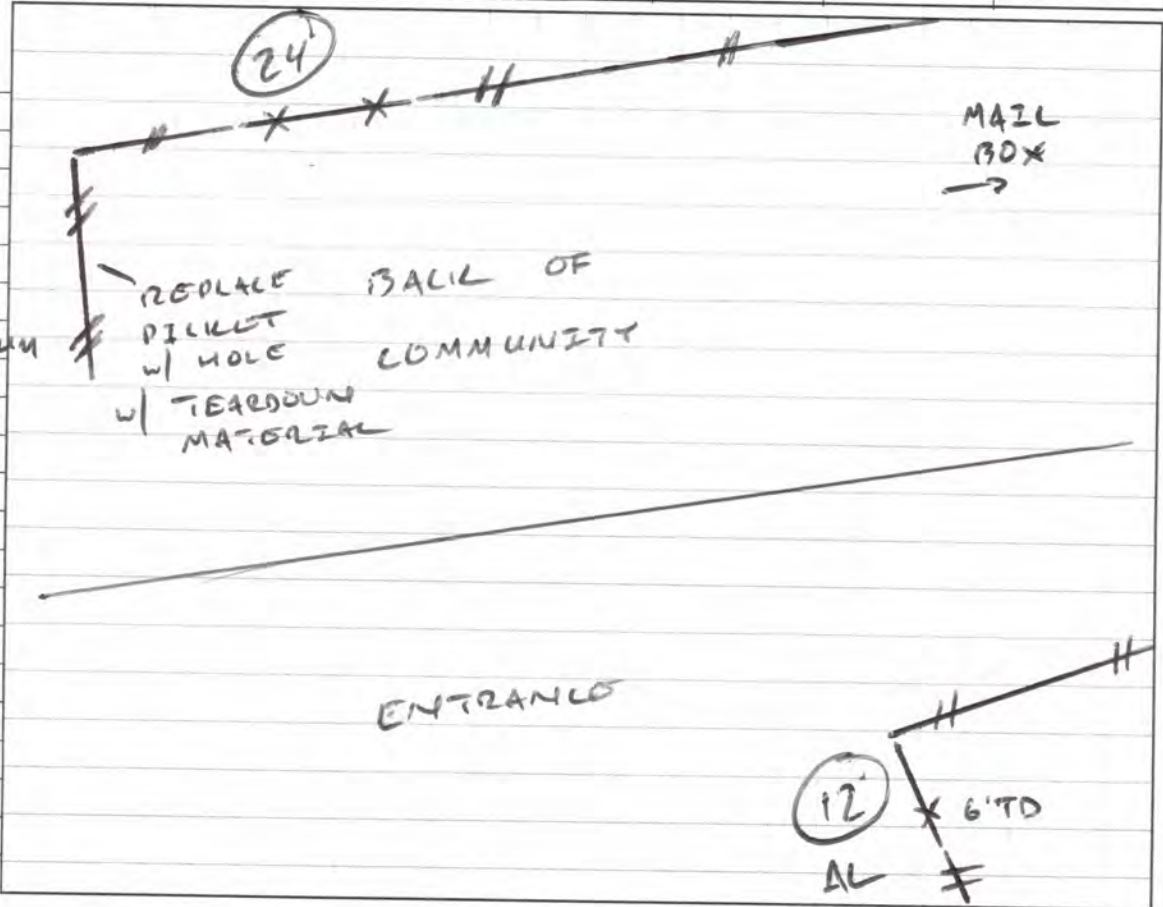 24'
MAIL
BOX
REPLACE
PICKET
w/ HOLE
w/ TEARDOWN
MATERIAL
BACK OF
COMMUNITY
ENTRANCE
12'
6'TD
AL